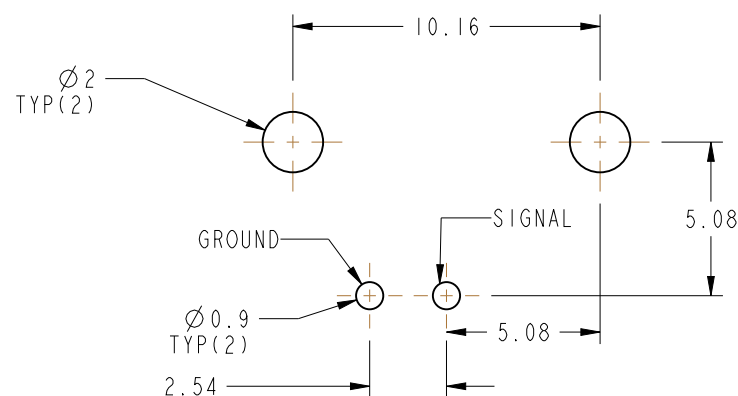 10.16
Ø2
TYP(2)
5.08
SIGNAL
GROUND
Ø0.9
TYP(2)
5.08
2.54